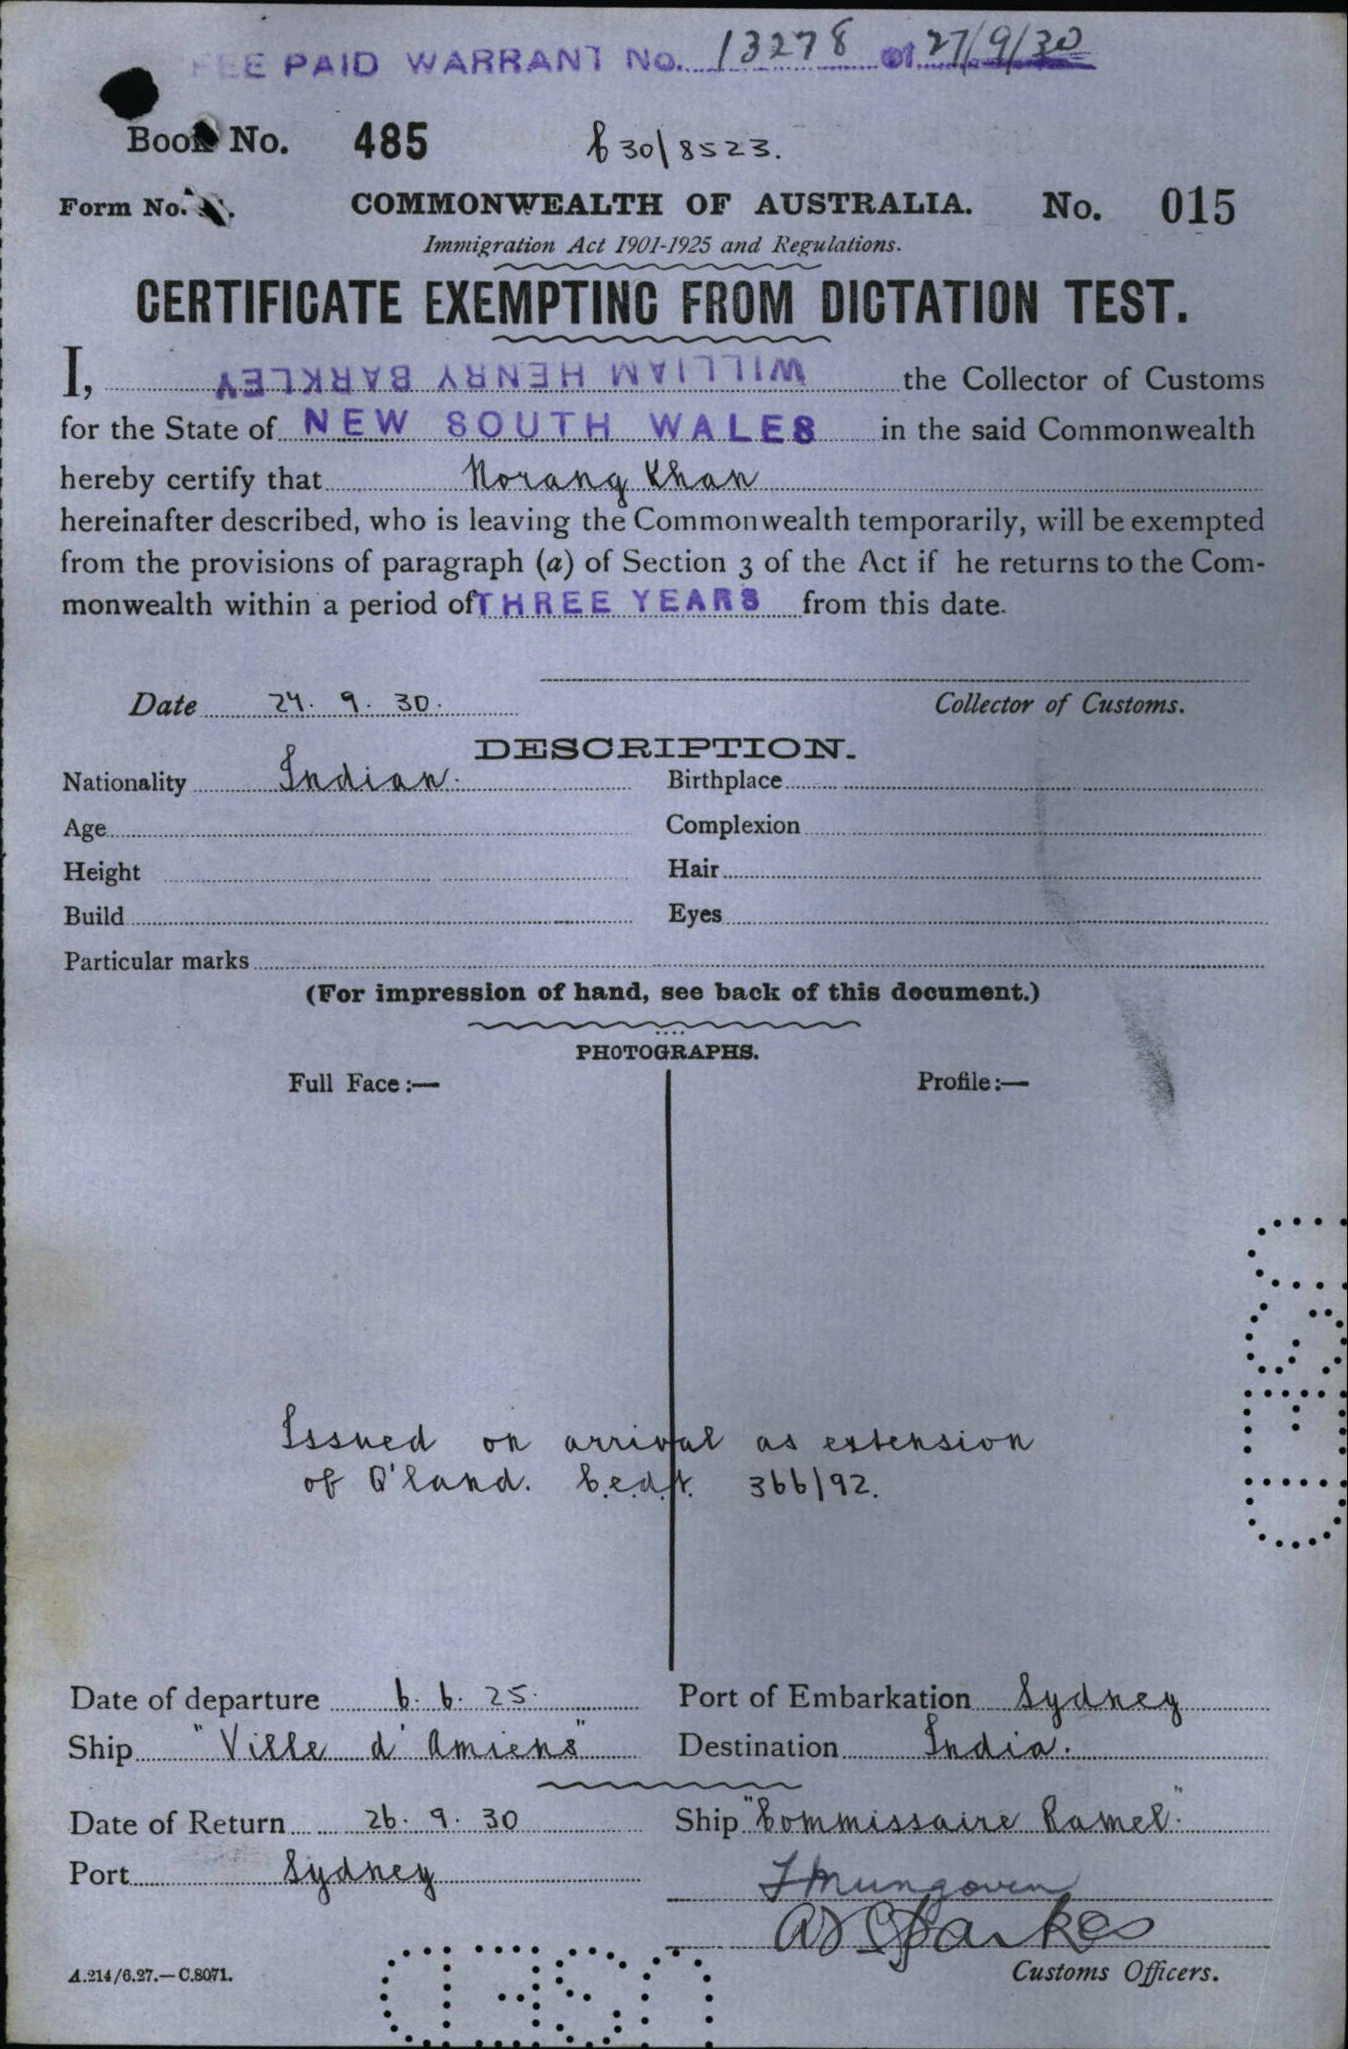 FEE PAID WARRANT No. 13278 of 27/9/30
Book No. 485 C30/8523.
Form No. COMMONWEALTH OF AUSTRALIA. No. 015
Immigration Act 1901-1925 and Regulations.
CERTIFICATE EXEMPTING FROM DICTATION TEST.
I, WILLIAM HENRY BARKLEY the Collector of Customs
for the State of NEW SOUTH WALES in the said Commonwealth
hereby certify that Norang Khan
hereinafter described, who is leaving the Commonwealth temporarily, will be exempted
from the provisions of paragraph (a) of Section 3 of the Act if he returns to the Com-
monwealth within a period of THREE YEARS from this date.
Date 24. 9. 30. Collector of Customs.
DESCRIPTION.
Nationality Indian. Birthplace
Age Complexion
Height Hair
Build Eyes
Particular marks
(For impression of hand, see back of this document.)
PHOTOGRAPHS.
Full Face:— Profile:—
Issued on arrival as extension
of Q'land. C.e.d.t. 366/92.
Date of departure 6. 6. 25. Port of Embarkation Sydney
Ship "Ville d'Amiens" Destination India.
Date of Return 26. 9. 30 Ship "Commissaire Ramel."
Port Sydney
Mungoven
Sparkes
A.214/6.27.—C.8071. Customs Officers.
USED
USED